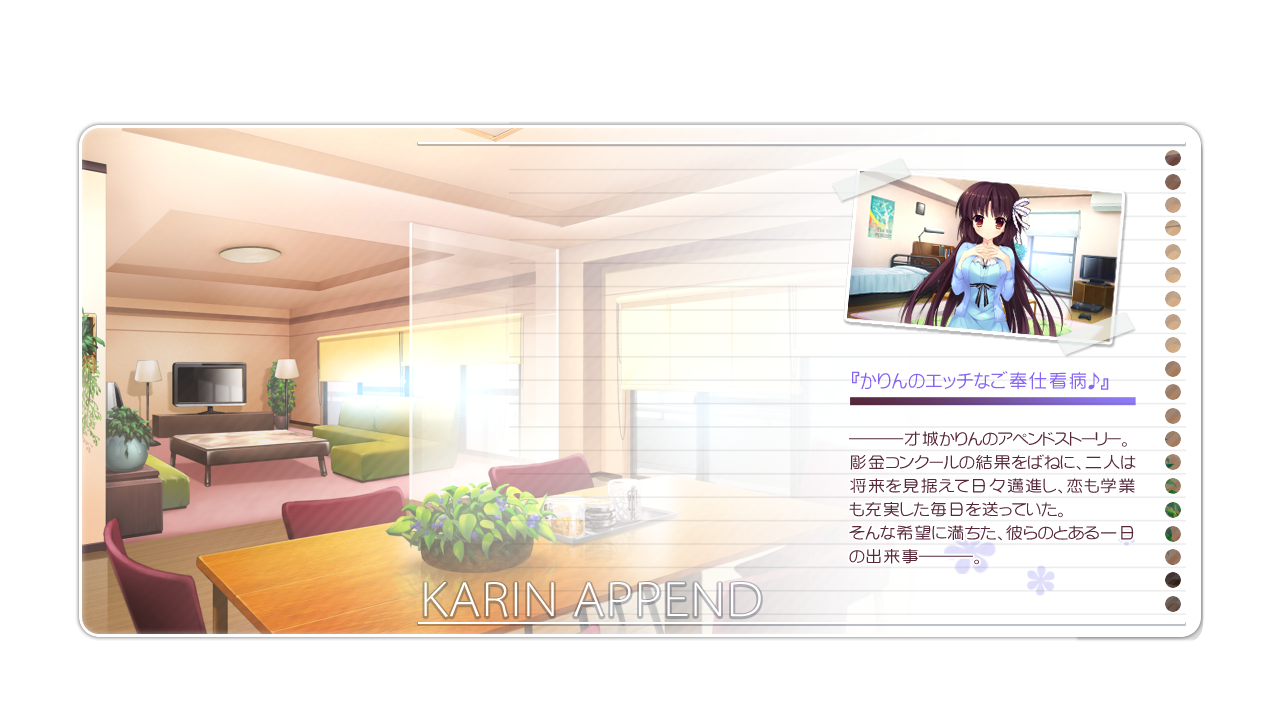 『かりんのエッチなご奉仕看病♪』
―――才城かりんのアペンドストーリー。
彫金コンクールの結果をばねに、二人は
将来を見据えて日々邁進し、恋も学業
も充実した毎日を送っていた。
そんな希望に満ちた、彼らのとある一日
の出来事―――。
KARIN APPEND